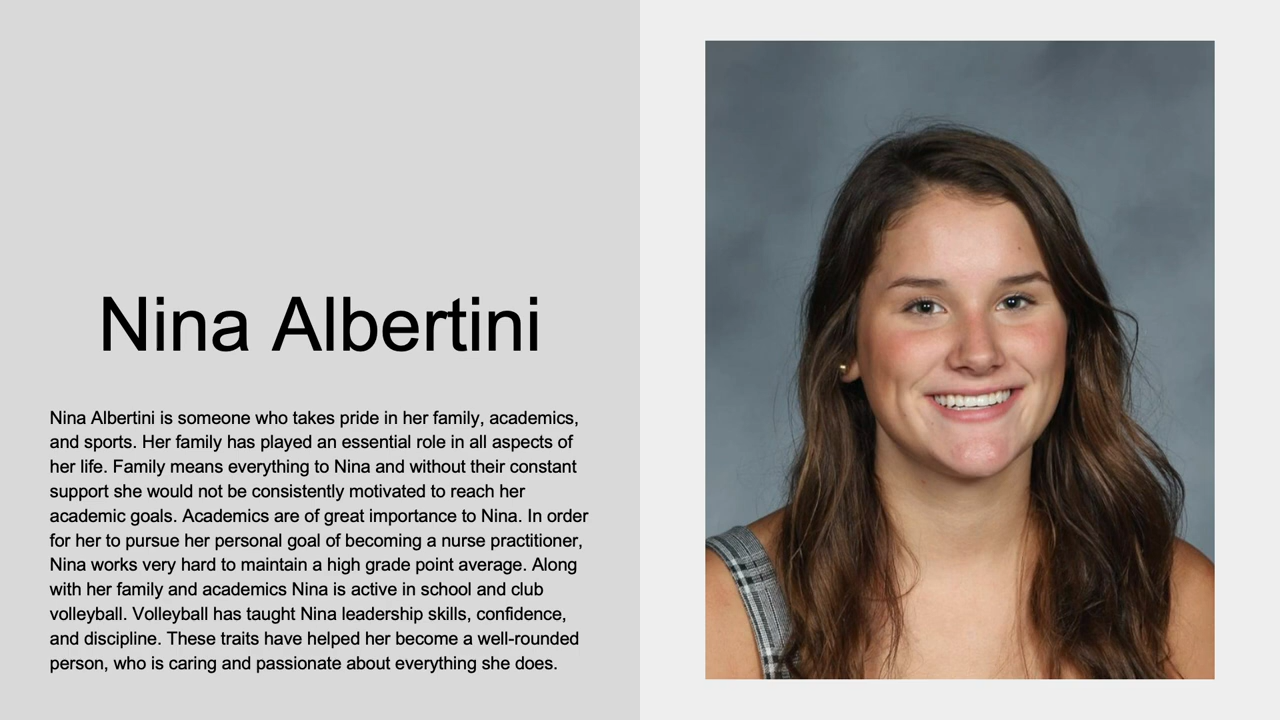 Nina Albertini
Nina Albertini is someone who takes pride in her family, academics,
and sports. Her family has played an essential role in all aspects of
her life. Family means everything to Nina and without their constant
support she would not be consistently motivated to reach her
academic goals. Academics are of great importance to Nina. In order
for her to pursue her personal goal of becoming a nurse practitioner,
Nina works very hard to maintain a high grade point average. Along
with her family and academics Nina is active in school and club
volleyball. Volleyball has taught Nina leadership skills, confidence,
and discipline. These traits have helped her become a well-rounded
person, who is caring and passionate about everything she does.